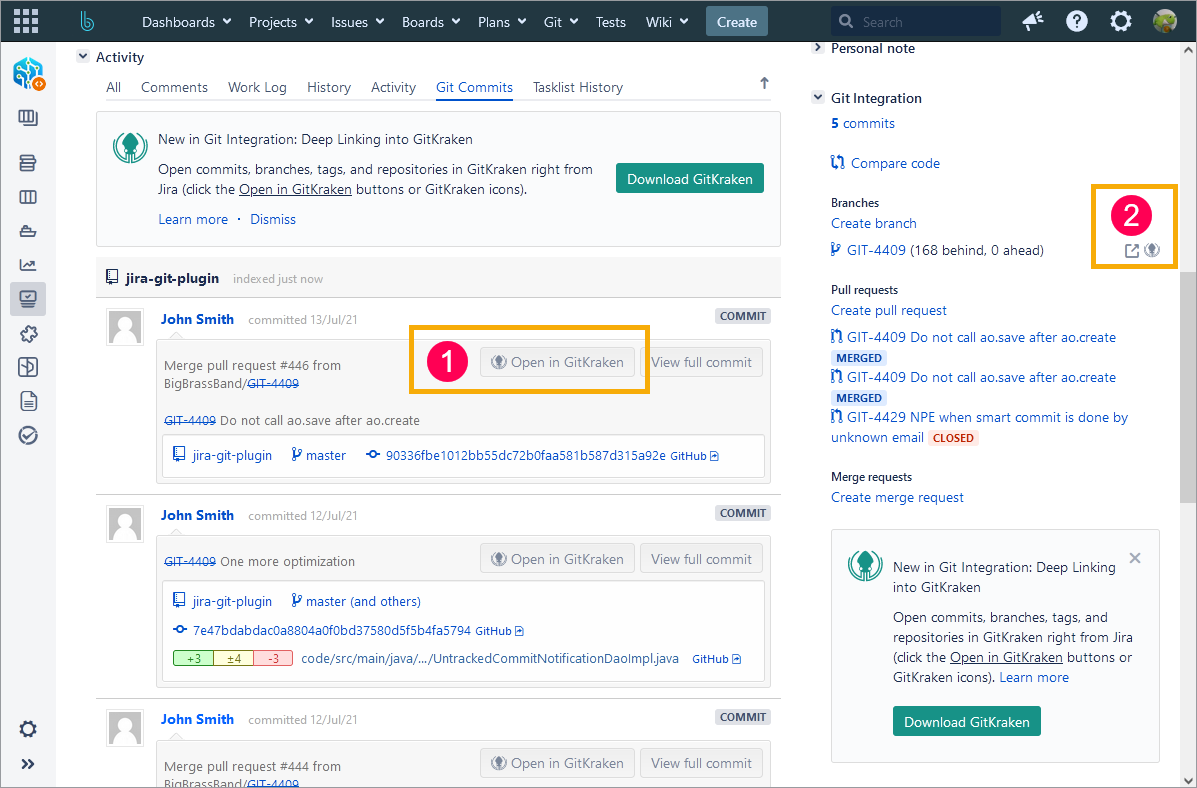 Dashboards Projects Issues Boards Plans Git Tests Wiki Create Search
Activity
All Comments Work Log History Activity Git Commits Tasklist History
New in Git Integration: Deep Linking into GitKraken
Open commits, branches, tags, and repositories in GitKraken right from
Jira (click the Open in GitKraken buttons or GitKraken icons).
Learn more · Dismiss
Download GitKraken
jira-git-plugin indexed just now
John Smith committed 13/Jul/21 COMMIT
Merge pull request #446 from
BigBrassBand/GIT-4409
1 Open in GitKraken View full commit
GIT-4409 Do not call ao.save after ao.create
jira-git-plugin master 90336fbe1012bb55dc72b0faa581b587d315a92e GitHub
John Smith committed 12/Jul/21 COMMIT
GIT-4409 One more optimization Open in GitKraken View full commit
jira-git-plugin master (and others)
7e47bdabdac0a8804a0f0bd37580d5f5b4fa5794 GitHub
+3 ±4 -3 code/src/main/java/.../UntrackedCommitNotificationDaoImpl.java GitHub
John Smith committed 12/Jul/21 COMMIT
Merge pull request #444 from Open in GitKraken View full commit
BigBrassBand/GIT-4409
Personal note
Git Integration
5 commits
Compare code
Branches
Create branch
2
GIT-4409 (168 behind, 0 ahead)
Pull requests
Create pull request
GIT-4409 Do not call ao.save after ao.create
MERGED
GIT-4409 Do not call ao.save after ao.create
MERGED
GIT-4429 NPE when smart commit is done by
unknown email CLOSED
Merge requests
Create merge request
New in Git Integration: Deep Linking
into GitKraken
Open commits, branches, tags, and
repositories in GitKraken right from Jira
(click the Open in GitKraken buttons or
GitKraken icons). Learn more
Download GitKraken